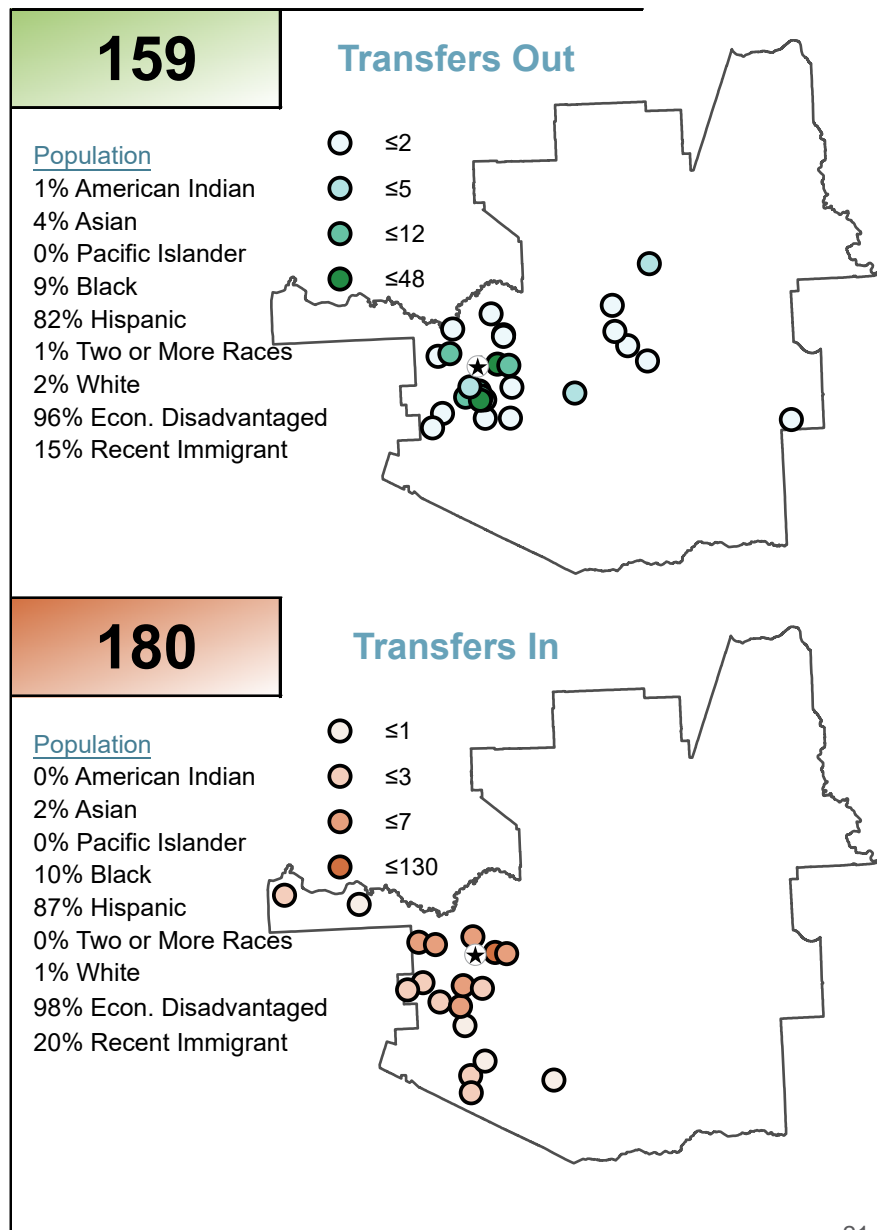 159
Transfers Out
Population
1% American Indian
4% Asian
0% Pacific Islander
9% Black
82% Hispanic
1% Two or More Races
2% White
96% Econ. Disadvantaged
15% Recent Immigrant
≤2
≤5
≤12
≤48
180
Transfers In
Population
0% American Indian
2% Asian
0% Pacific Islander
10% Black
87% Hispanic
0% Two or More Races
1% White
98% Econ. Disadvantaged
20% Recent Immigrant
≤1
≤3
≤7
≤130